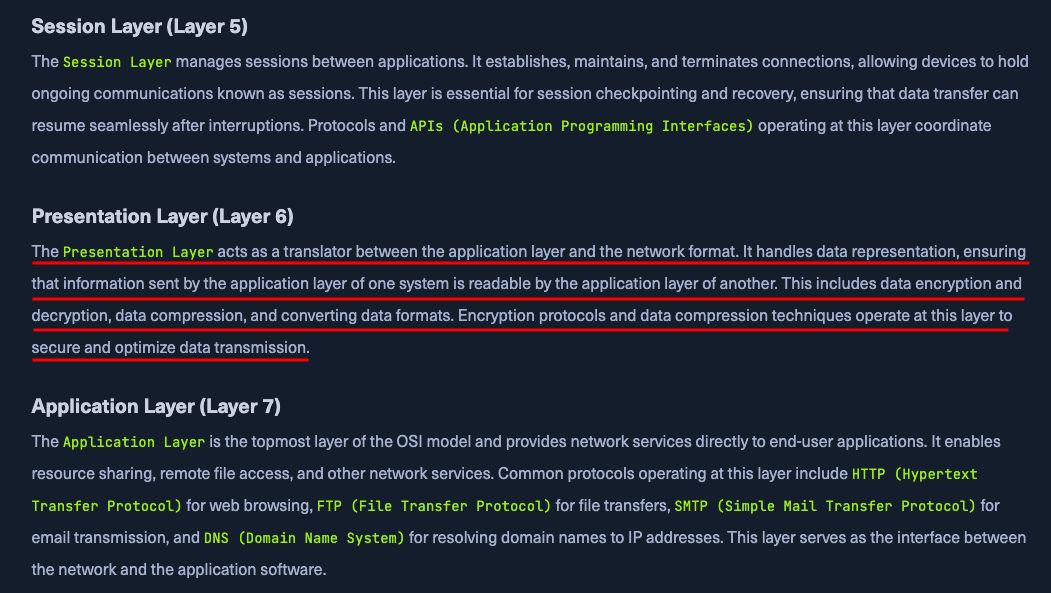 Session Layer (Layer 5)
The Session Layer manages sessions between applications. It establishes, maintains, and terminates connections, allowing devices to hold
ongoing communications known as sessions. This layer is essential for session checkpointing and recovery, ensuring that data transfer can
resume seamlessly after interruptions. Protocols and APIs (Application Programming Interfaces) operating at this layer coordinate
communication between systems and applications.
Presentation Layer (Layer 6)
The Presentation Layer acts as a translator between the application layer and the network format. It handles data representation, ensuring
that information sent by the application layer of one system is readable by the application layer of another. This includes data encryption and
decryption, data compression, and converting data formats. Encryption protocols and data compression techniques operate at this layer to
secure and optimize data transmission.
Application Layer (Layer 7)
The Application Layer is the topmost layer of the OSI model and provides network services directly to end-user applications. It enables
resource sharing, remote file access, and other network services. Common protocols operating at this layer include HTTP (Hypertext
Transfer Protocol) for web browsing, FTP (File Transfer Protocol) for file transfers, SMTP (Simple Mail Transfer Protocol) for
email transmission, and DNS (Domain Name System) for resolving domain names to IP addresses. This layer serves as the interface between
the network and the application software.